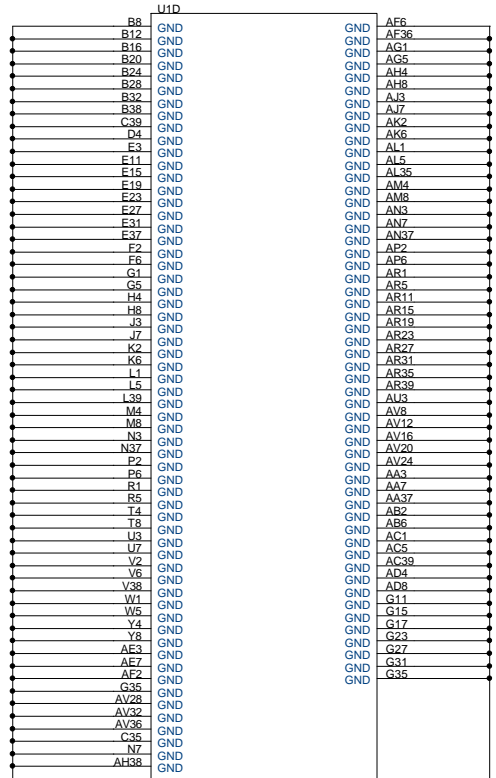 U1D
B8 GND GND AF6
B12 GND GND AF36
B16 GND GND AG1
B20 GND GND AG5
B24 GND GND AH4
B28 GND GND AH8
B32 GND GND AJ3
B38 GND GND AJ7
C39 GND GND AK2
D4 GND GND AK6
E3 GND GND AL1
E11 GND GND AL5
E15 GND GND AL35
E19 GND GND AM4
E23 GND GND AM8
E27 GND GND AN3
E31 GND GND AN7
E37 GND GND AN37
F2 GND GND AP2
F6 GND GND AP6
G1 GND GND AR1
G5 GND GND AR5
H4 GND GND AR11
H8 GND GND AR15
J3 GND GND AR19
J7 GND GND AR23
K2 GND GND AR27
K6 GND GND AR31
L1 GND GND AR35
L5 GND GND AR39
L39 GND GND AU3
M4 GND GND AV8
M8 GND GND AV12
N3 GND GND AV16
N37 GND GND AV20
P2 GND GND AV24
P6 GND GND AA3
R1 GND GND AA7
R5 GND GND AA37
T4 GND GND AB2
T8 GND GND AB6
U3 GND GND AC1
U7 GND GND AC5
V2 GND GND AC39
V6 GND GND AD4
V38 GND GND AD8
W1 GND GND G11
W5 GND GND G15
Y4 GND GND G17
Y8 GND GND G23
AE3 GND GND G27
AE7 GND GND G31
AF2 GND GND G35
G35 GND
AV28 GND
AV32 GND
AV36 GND
C35 GND
N7 GND
AH38 GND